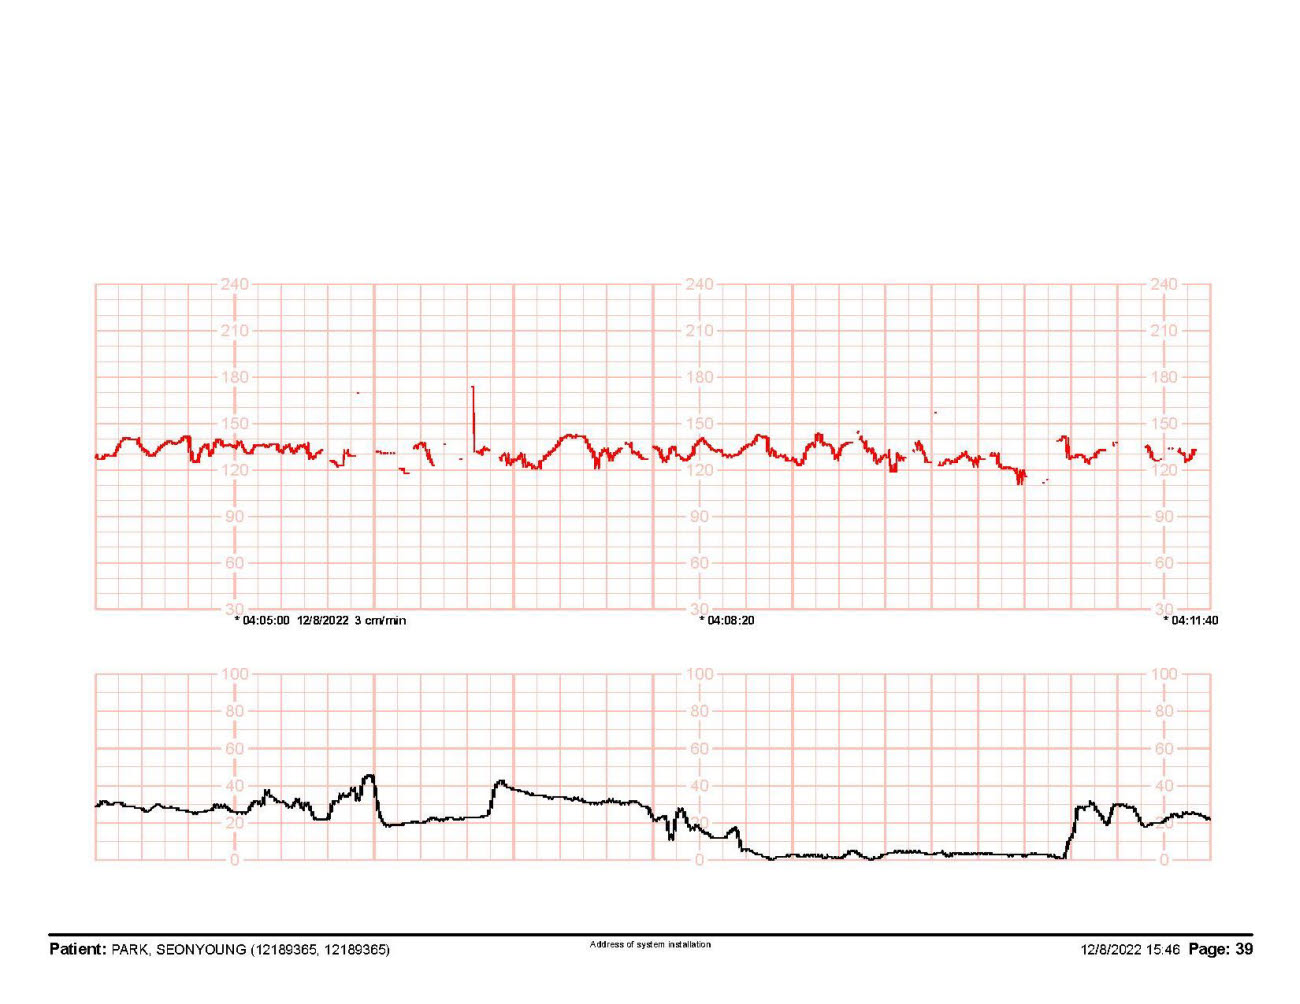 240 240 240
210 210 210
180 180 180
150 150 150
120 120 120
90 90 90
60 60 60
30 30 30
* 04:05:00 12/8/2022 3 cm/min * 04:08:20 * 04:11:40
100 100 100
80 80 80
60 60 60
40 40 40
20 20 20
0 0 0
Patient: PARK, SEONYOUNG (12189365, 12189365) Address of system installation 12/8/2022 15:46 Page: 39